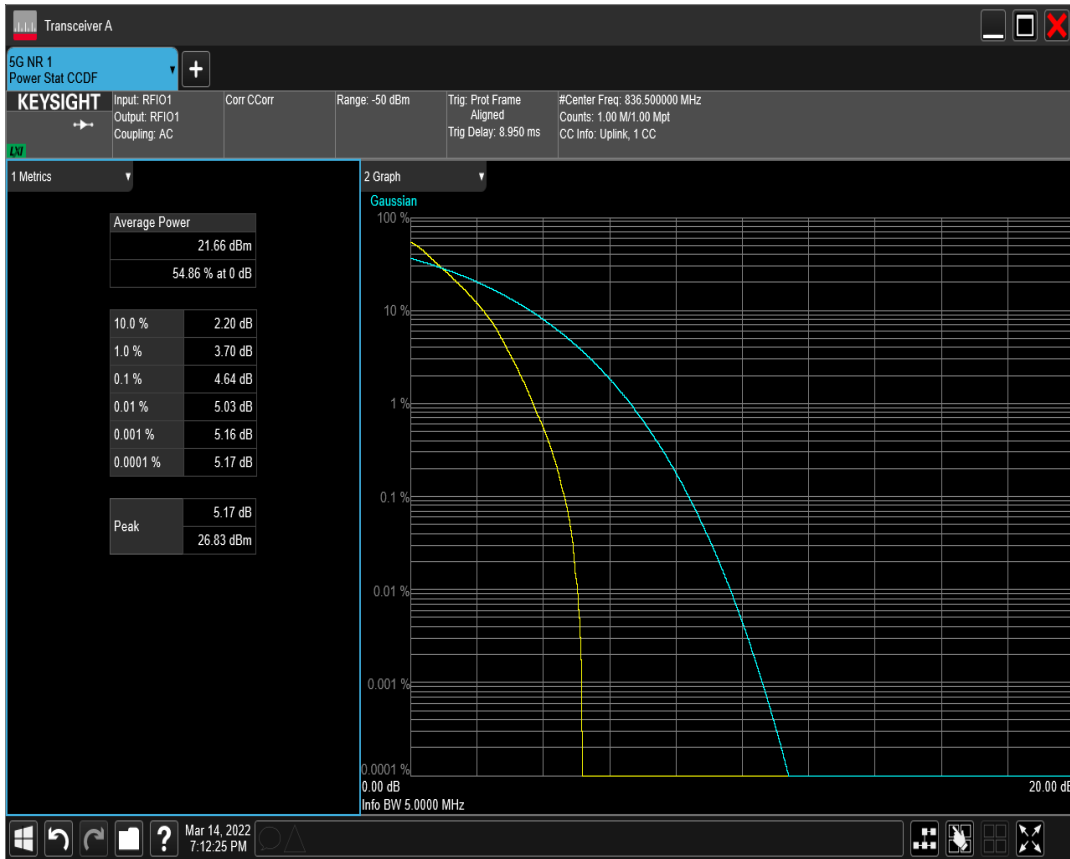 Transceiver A
5G NR 1
Power Stat CCDF
+
KEYSIGHT
LXI
Input: RFIO1
Output: RFIO1
Coupling: AC
Corr CCorr
Range: -50 dBm
Trig: Prot Frame
Aligned
Trig Delay: 8.950 ms
#Center Freq: 836.500000 MHz
Counts: 1.00 M/1.00 Mpt
CC Info: Uplink, 1 CC
1 Metrics
Average Power
21.66 dBm
54.86 % at 0 dB
10.0 % 2.20 dB
1.0 % 3.70 dB
0.1 % 4.64 dB
0.01 % 5.03 dB
0.001 % 5.16 dB
0.0001 % 5.17 dB
Peak
5.17 dB
26.83 dBm
2 Graph
Gaussian
100 %
10 %
1 %
0.1 %
0.01 %
0.001 %
0.0001 %
0.00 dB
20.00 dB
Info BW 5.0000 MHz
?
Mar 14, 2022
7:12:25 PM